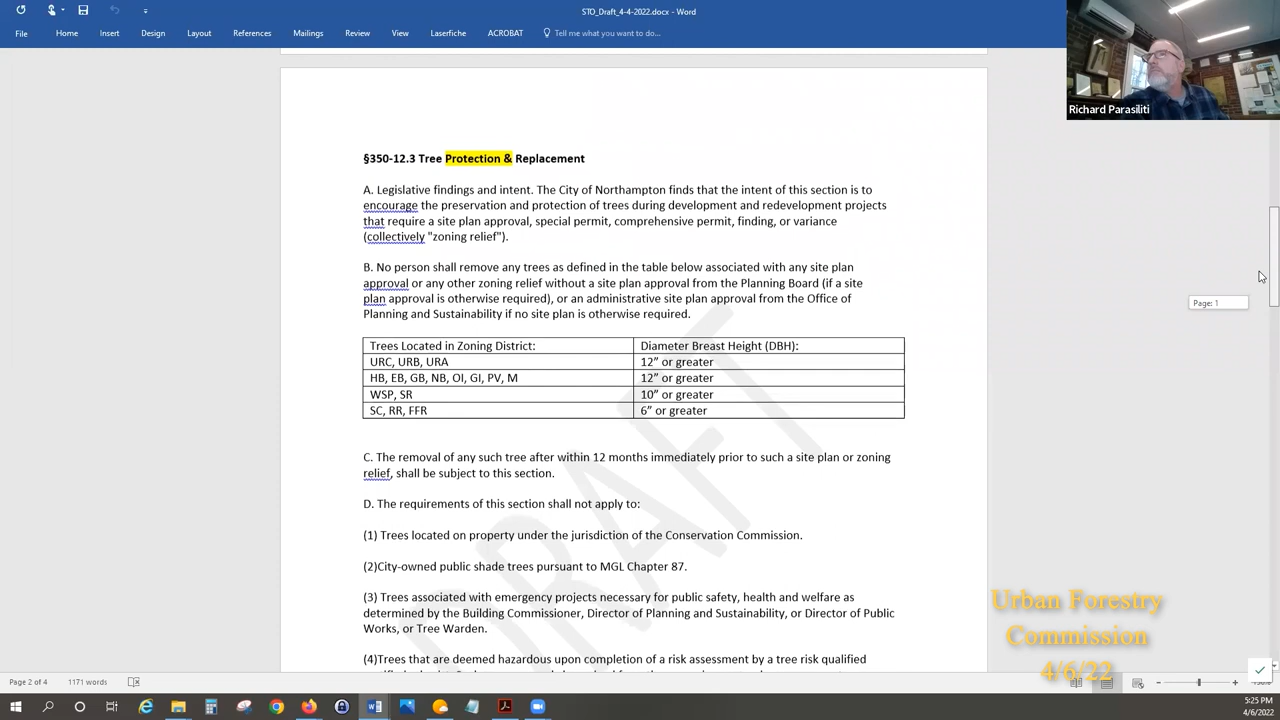 STO_Draft_4-4-2022.docx - Word
File Home Insert Design Layout References Mailings Review View Laserfiche ACROBAT Tell me what you want to do...
Richard Parasiliti
§350-12.3 Tree Protection & Replacement
A. Legislative findings and intent. The City of Northampton finds that the intent of this section is to
encourage the preservation and protection of trees during development and redevelopment projects
that require a site plan approval, special permit, comprehensive permit, finding, or variance
(collectively "zoning relief").
B. No person shall remove any trees as defined in the table below associated with any site plan
approval or any other zoning relief without a site plan approval from the Planning Board (if a site
plan approval is otherwise required), or an administrative site plan approval from the Office of
Planning and Sustainability if no site plan is otherwise required.
Page: 1
Trees Located in Zoning District: Diameter Breast Height (DBH):
URC, URB, URA 12” or greater
HB, EB, GB, NB, OI, GI, PV, M 12” or greater
WSP, SR 10” or greater
SC, RR, FFR 6” or greater
C. The removal of any such tree after within 12 months immediately prior to such a site plan or zoning
relief, shall be subject to this section.
D. The requirements of this section shall not apply to:
(1) Trees located on property under the jurisdiction of the Conservation Commission.
(2)City-owned public shade trees pursuant to MGL Chapter 87.
(3) Trees associated with emergency projects necessary for public safety, health and welfare as
determined by the Building Commissioner, Director of Planning and Sustainability, or Director of Public
Works, or Tree Warden.
(4)Trees that are deemed hazardous upon completion of a risk assessment by a tree risk qualified
DRAFT
Urban Forestry
Commission
4/6/22
Page 2 of 4 1171 words
5:25 PM
4/6/2022